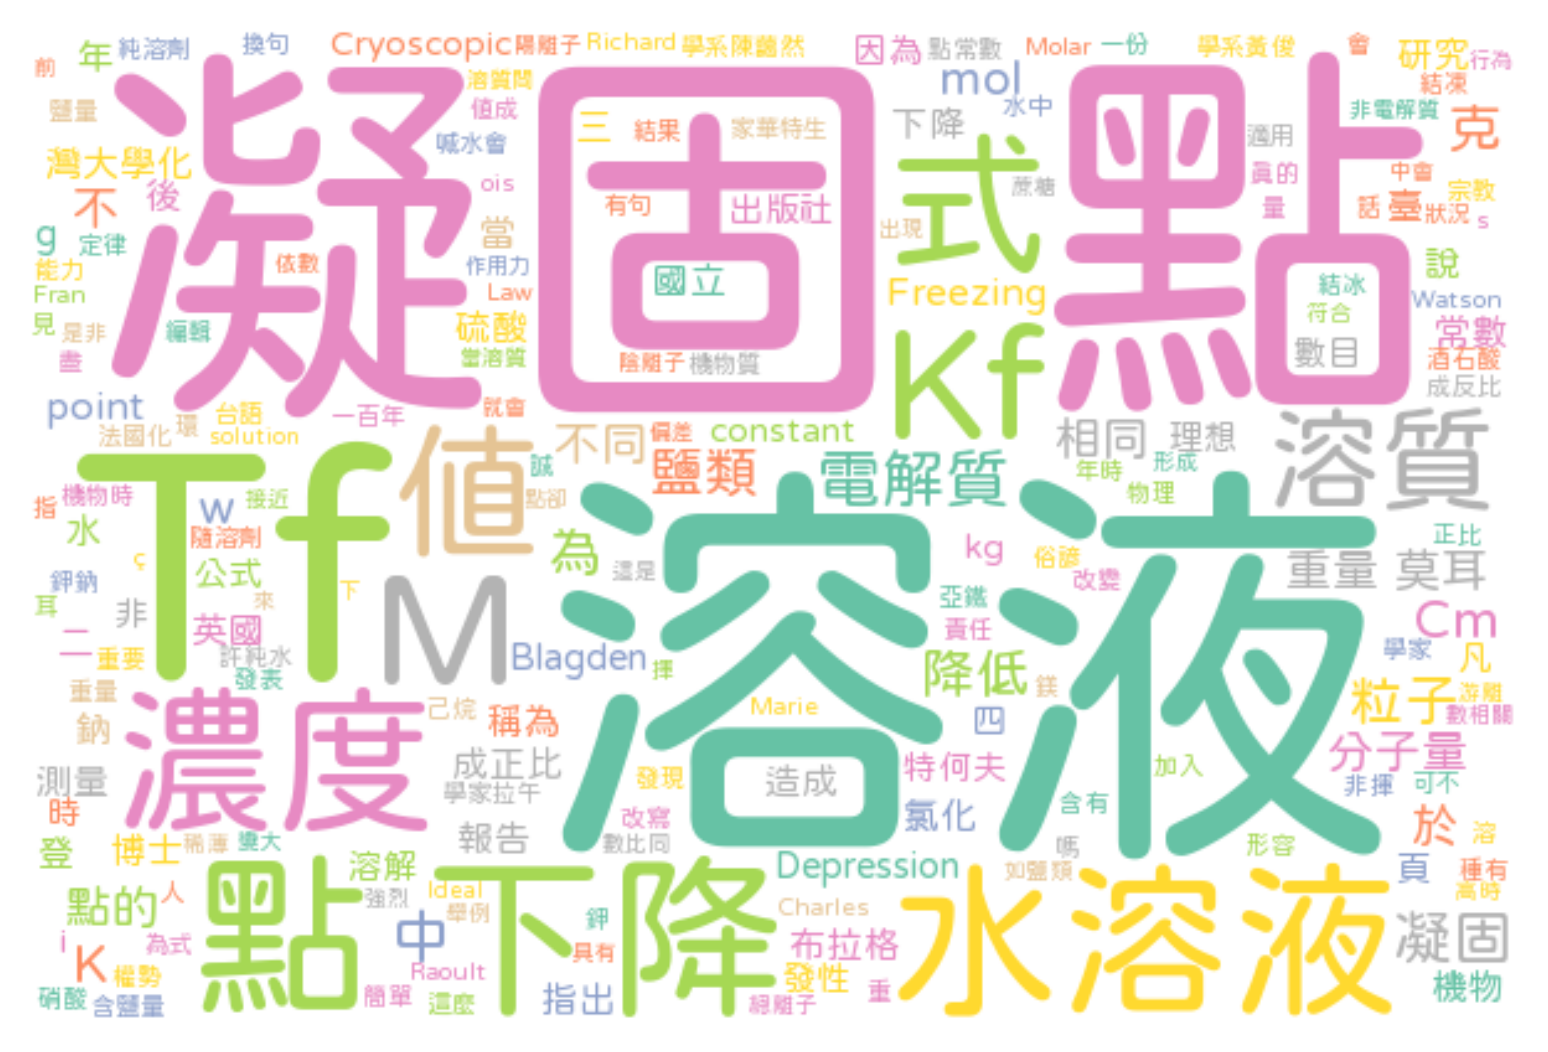 前
年
純溶劑
換句
Cryoscopic
陽離子
Richard
學系陳藹然
因為
點常數
Molar
一份
學系黃俊
會
研究
行為
鹽量
凝固點
溶質間
值成
mol
水中
結凍
非電解質
克
灣大學化
喊水會
三
結果
家華特生
下降
式
適用
不
後
ois
有句
出版社
蔗糖
真的
中會
宗教
g
定律
當
國立
出現
量
話
臺
狀況
s
能力
依數
作用力
Freezing
結冰
說
Fran
Law
符合
Watson
見
是非
編輯
硫酸
Kf
數目
常數
盡
當溶質
陰離子
機物質
酒石酸
成反比
point
台語
一百年
就會
法國化
環
solution
值
不同
偏差
constant
相同
理想
溶質
Tf
誠
鹽類
電解質
年時
形成
指
機物時
w
接近
點卻
溶液
物理
水
隨溶劑
為
kg
俗諺
正比
ç
公式
這是
改變
重量
莫耳
鉀鈉
來
下
M
亞鐵
耳
非
英國
責任
Cm
二
重要
許純水
Blagden
揮
降低
學家
凡
發表
鎂
重量
濃度
己烷
Marie
四
粒子
游離
數相關
鈉
稱為
分子量
測量
成正比
發現
造成
特何夫
加入
非揮
可不
時
學家拉午
改寫
氯化
含有
於
溶
登
博士
稀薄
變大
報告
數比同
嗎
形容
點下降
溶解
Depression
如鹽類
頁
種有
高時
點的
人
強烈
Ideal
舉例
鉀
Charles
水溶液
i
為式
中
具有
布拉格
凝固
K
權勢
Raoult
發性
機物
硝酸
含鹽量
簡單
這麼
指出
總離子
重